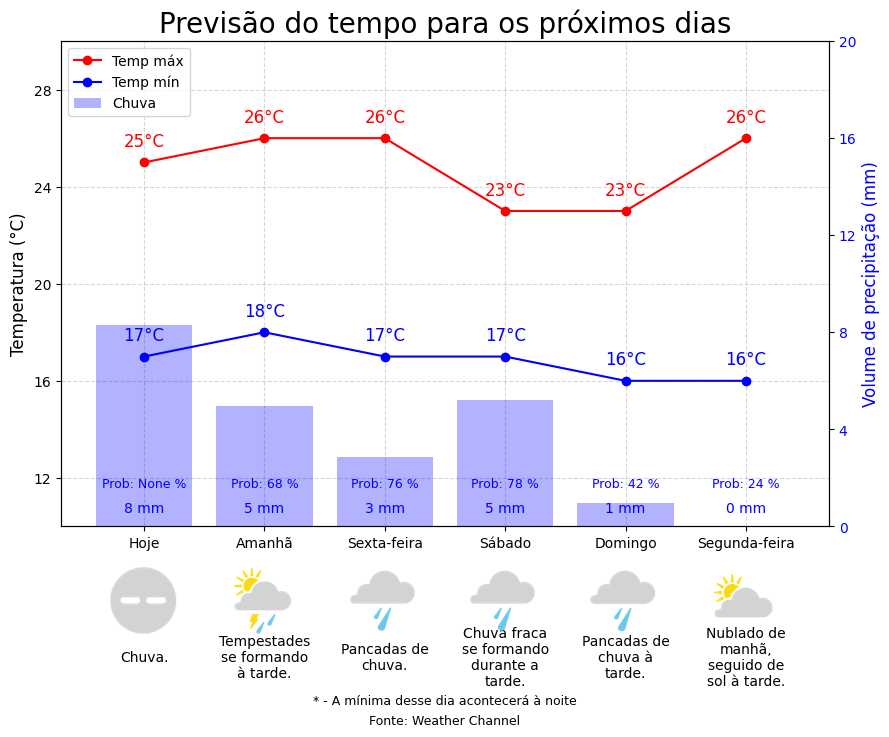 Previsão do tempo para os próximos dias
Temp máx
Temp mín
Chuva
Temperatura (°C)
28
24
20
16
12
Volume de precipitação (mm)
20
16
12
8
4
0
25°C
26°C
26°C
23°C
23°C
26°C
17°C
18°C
17°C
17°C
16°C
16°C
Prob: None %
Prob: 68 %
Prob: 76 %
Prob: 78 %
Prob: 42 %
Prob: 24 %
8 mm
5 mm
3 mm
5 mm
1 mm
0 mm
Hoje
Amanhã
Sexta-feira
Sábado
Domingo
Segunda-feira
Chuva.
Tempestades
se formando
à tarde.
Pancadas de
chuva.
Chuva fraca
se formando
durante a
tarde.
Pancadas de
chuva à
tarde.
Nublado de
manhã,
seguido de
sol à tarde.
* - A mínima desse dia acontecerá à noite
Fonte: Weather Channel